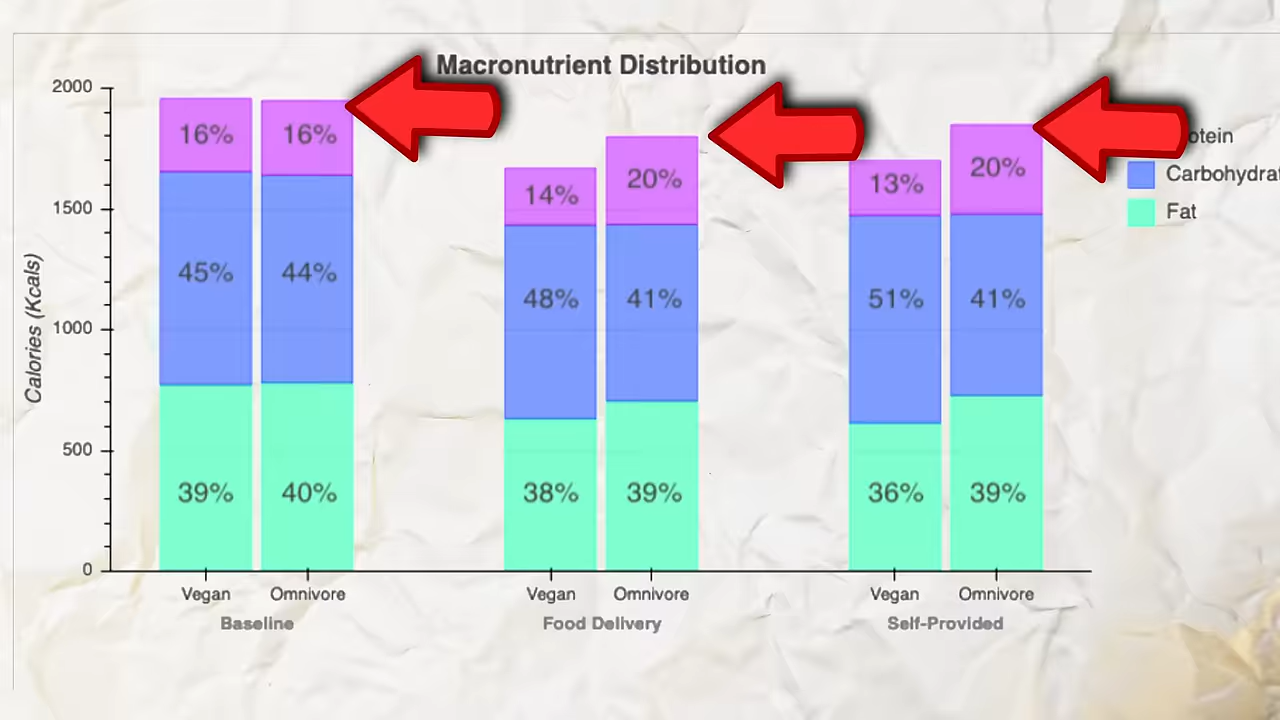 Macronutrient Distribution
2000
1500
1000
500
0
Calories (Kcals)
16%
45%
39%
16%
44%
40%
14%
48%
38%
20%
41%
39%
13%
51%
36%
20%
41%
39%
Vegan
Omnivore
Vegan
Omnivore
Vegan
Omnivore
Baseline
Food Delivery
Self-Provided
otein
Carbohydrat
Fat